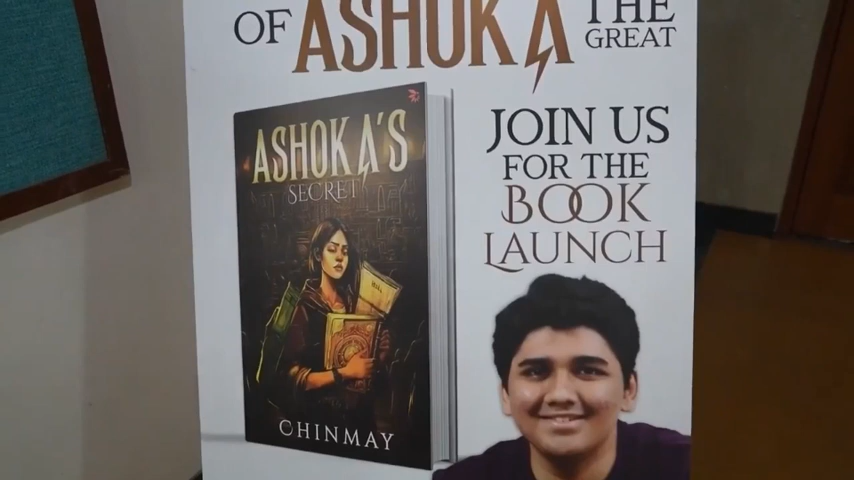 OF ASHOKA THE
GREAT
ASHOKA'S
SECRET
CHINMAY
JOIN US
FOR THE
BOOK
LAUNCH